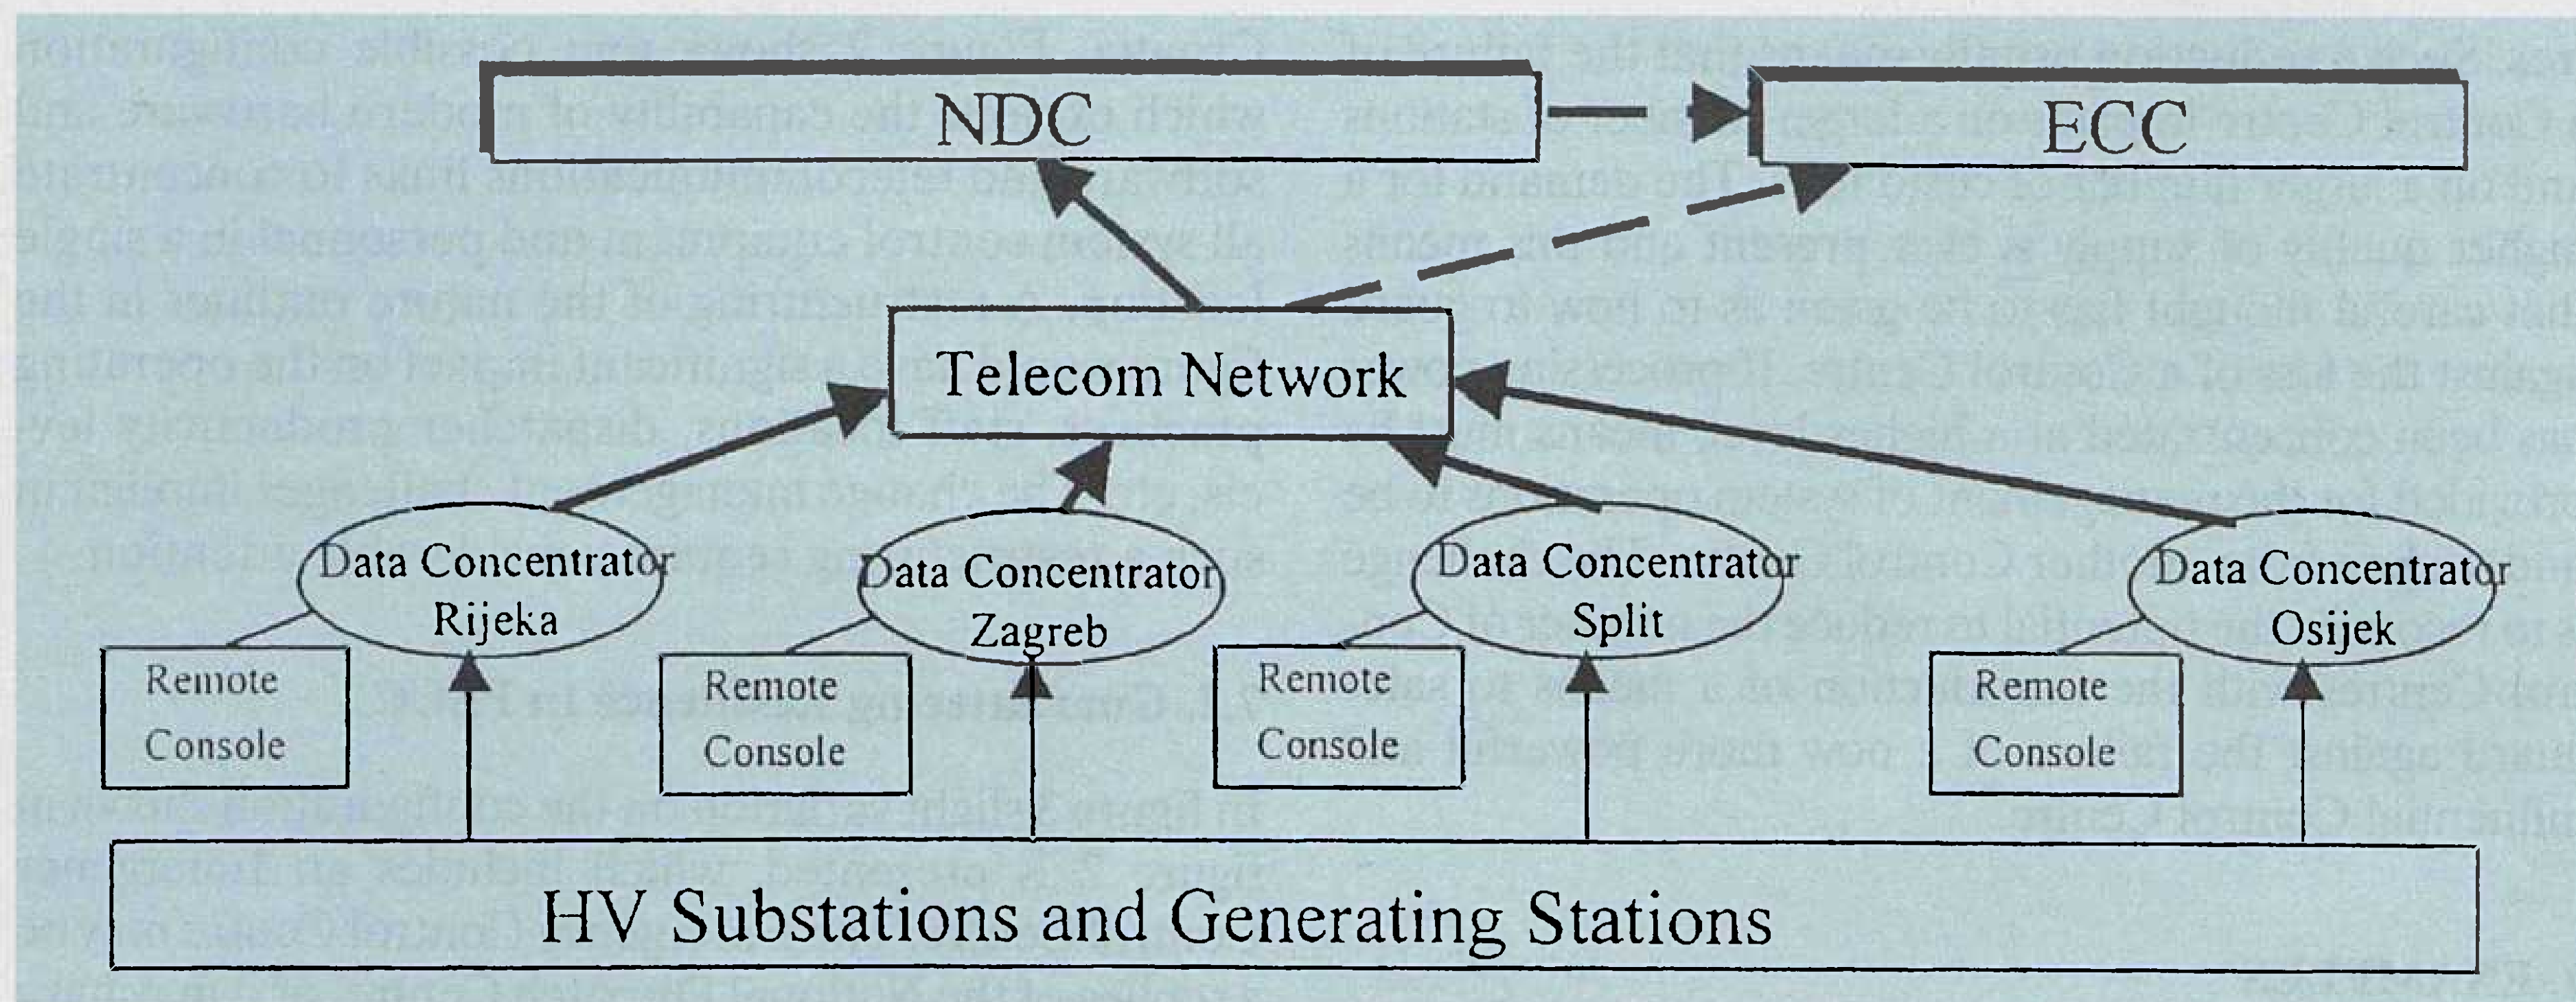 NDC
ECC
Telecom Network
Data Concentrator
Rijeka
Data Concentrator
Zagreb
Data Concentrator
Split
Data Concentrator
Osijek
Remote
Console
Remote
Console
Remote
Console
Remote
Console
HV Substations and Generating Stations